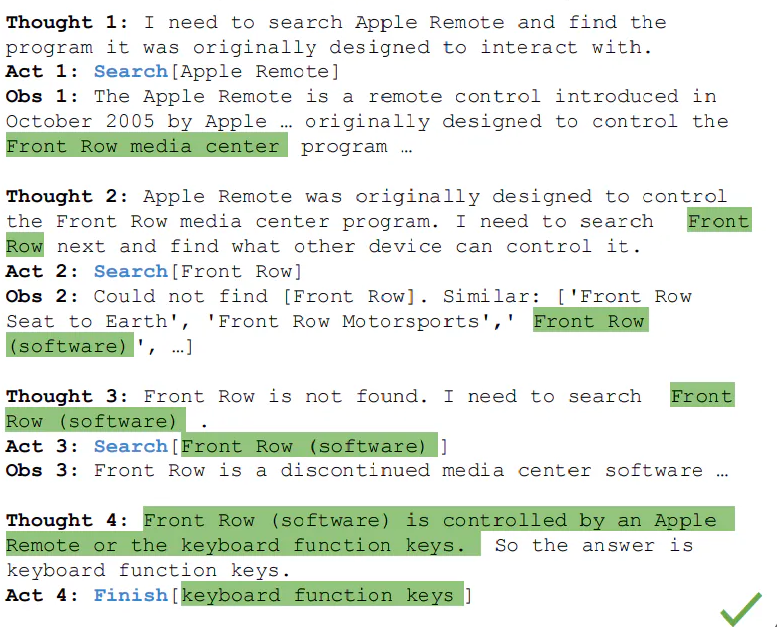 Thought 1: I need to search Apple Remote and find the
program it was originally designed to interact with.
Act 1: Search[Apple Remote]
Obs 1: The Apple Remote is a remote control introduced in
October 2005 by Apple … originally designed to control the
Front Row media center program …
Thought 2: Apple Remote was originally designed to control
the Front Row media center program. I need to search Front
Row next and find what other device can control it.
Act 2: Search[Front Row]
Obs 2: Could not find [Front Row]. Similar: ['Front Row
Seat to Earth', 'Front Row Motorsports',' Front Row
(software)', …]
Thought 3: Front Row is not found. I need to search Front
Row (software) .
Act 3: Search[Front Row (software) ]
Obs 3: Front Row is a discontinued media center software …
Thought 4: Front Row (software) is controlled by an Apple
Remote or the keyboard function keys. So the answer is
keyboard function keys.
Act 4: Finish[keyboard function keys ]